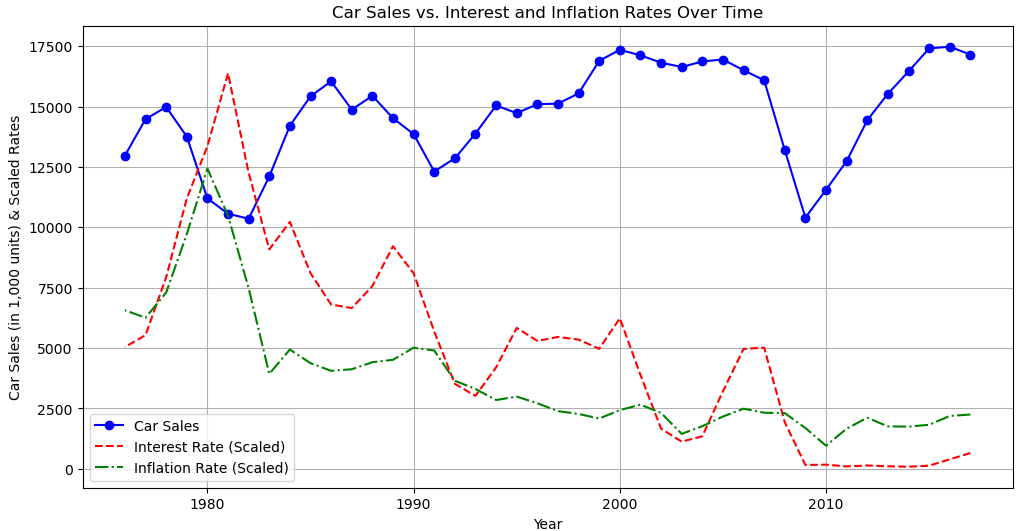 Car Sales vs. Interest and Inflation Rates Over Time
Car Sales (in 1,000 units) & Scaled Rates
17500
15000
12500
10000
7500
5000
2500
0
Car Sales
Interest Rate (Scaled)
Inflation Rate (Scaled)
1980
1990
2000
2010
Year